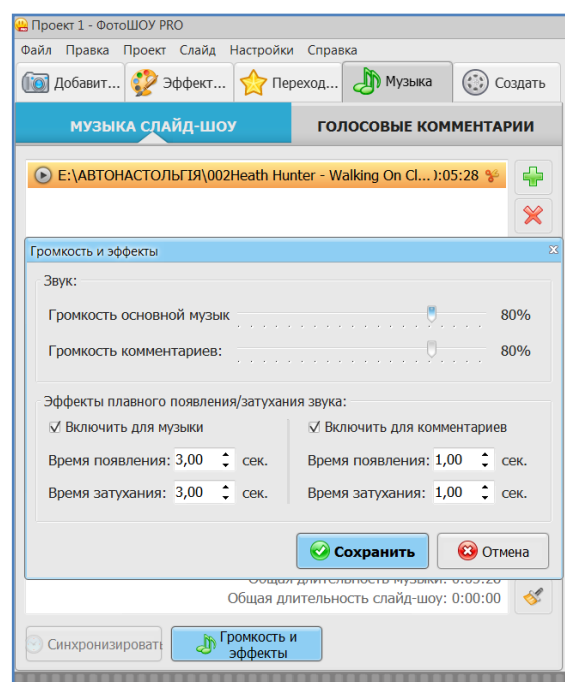 Проект 1 - ФотоШОУ PRO
Файл Правка Проект Слайд Настройки Справка
Добавит... Эффект... Переход... Музыка Создать
МУЗЫКА СЛАЙД-ШОУ ГОЛОСОВЫЕ КОММЕНТАРИИ
E:\АВТОНАСТОЛЬГІЯ\002Heath Hunter - Walking On Cl... ):05:28
Громкость и эффекты
Звук:
Громкость основной музык 80%
Громкость комментариев: 80%
Эффекты плавного появления/затухания звука:
Включить для музыки Включить для комментариев
Время появления: 3,00 сек. Время появления: 1,00 сек.
Время затухания: 3,00 сек. Время затухания: 1,00 сек.
Сохранить Отмена
Общая длительность музыки: 0:05:28
Общая длительность слайд-шоу: 0:00:00
Синхронизироват Громкость и
эффекты